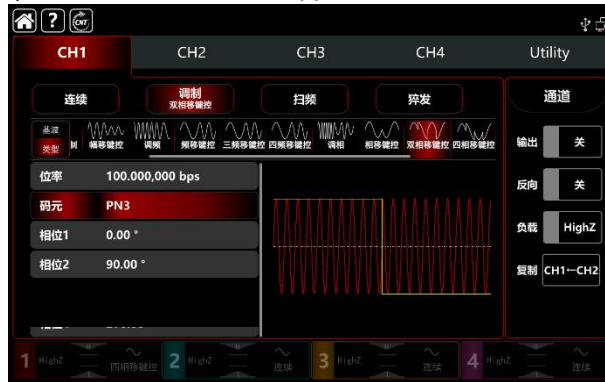 ? CNT
CH1 CH2 CH3 CH4 Utility
连续 调制 扫频 猝发 通道
双相移键控
基波
类型 制 幅移键控 调频 频移键控 三频移键控 四频移键控 调相 相移键控 双相移键控 四相移键控
输出 关
位率 100.000,000 bps
反向 关
码元 PN3
负载 HighZ
相位1 0.00 °
相位2 90.00 °
复制 CH1←CH2
1 HighZ 四相移键控 2 HighZ 连续 3 HighZ 连续 4 HighZ 连续